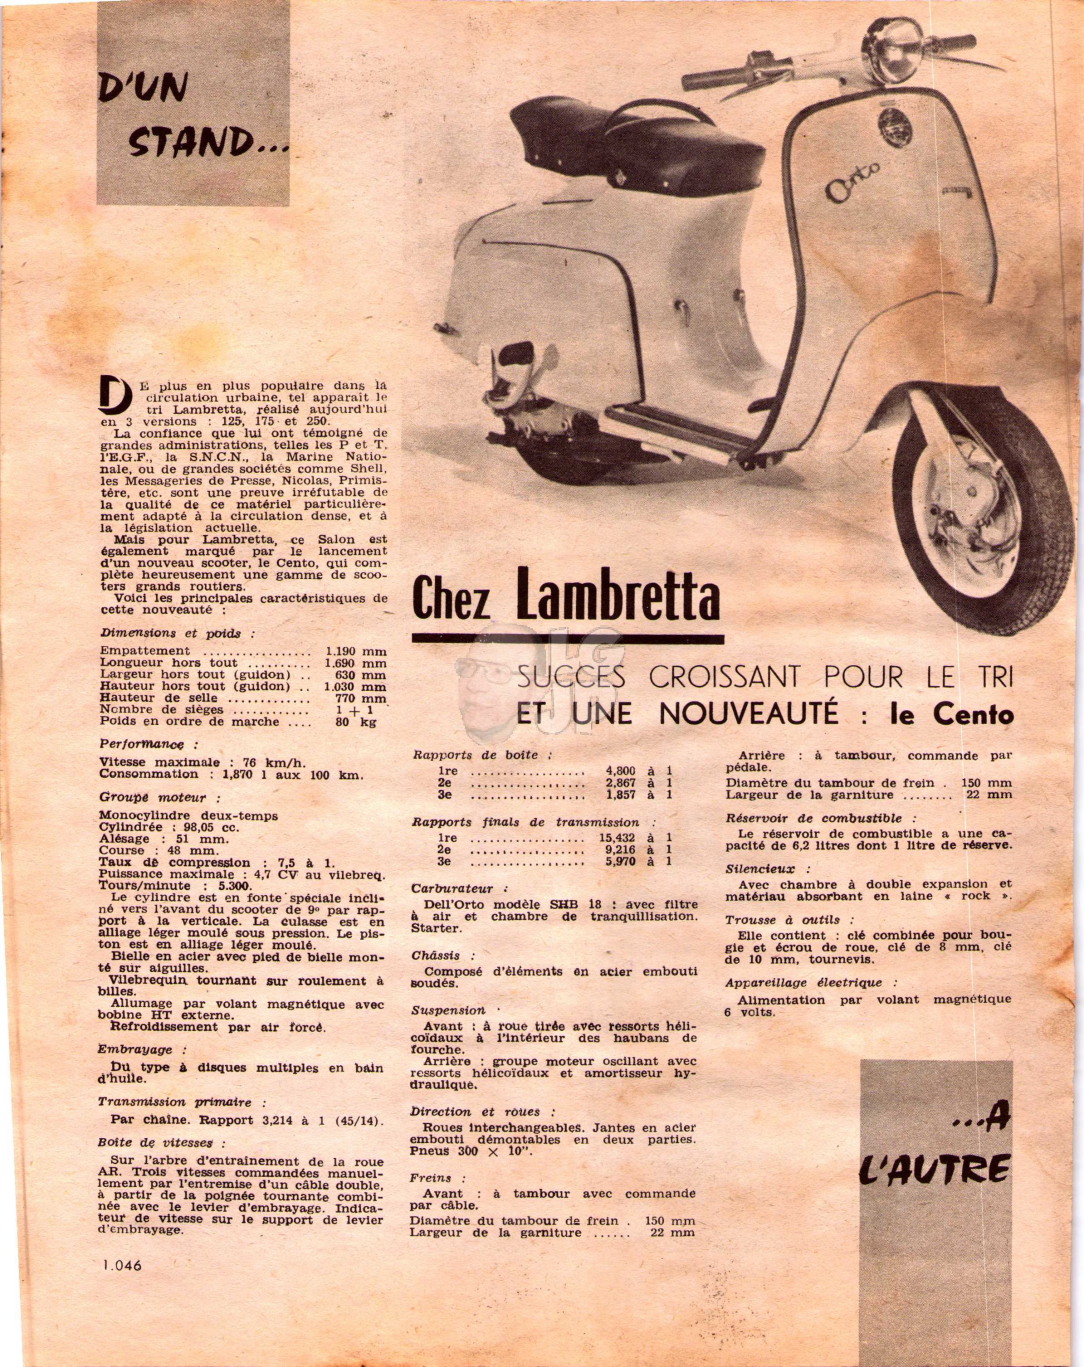 D'UN
STAND...
Cento
DE plus en plus populaire dans la
circulation urbaine, tel apparaît le
tri Lambretta, réalisé aujourd'hui
en 3 versions : 125, 175 et 250.
La confiance que lui ont témoigné de
grandes administrations, telles les P et T.
l'E.G.F., la S.N.C.N., la Marine Natio-
nale, ou de grandes sociétés comme Shell,
les Messageries de Presse, Nicolas, Primis-
tère, etc. sont une preuve irréfutable de
la qualité de ce matériel particulière-
ment adapté à la circulation dense, et à
la législation actuelle.
Mais pour Lambretta, ce Salon est
également marqué par le lancement
d'un nouveau scooter, le Cento, qui com-
plète heureusement une gamme de scoo-
ters grands routiers.
Voici les principales caractéristiques de
cette nouveauté :
Dimensions et poids :
Empattement ................ 1.190 mm
Longueur hors tout .......... 1.690 mm
Largeur hors tout (guidon) .. 630 mm
Hauteur hors tout (guidon) .. 1.030 mm
Hauteur de selle ............. 770 mm
Nombre de sièges ............ 1 + 1
Poids en ordre de marche .... 80 kg
Performance :
Vitesse maximale : 76 km/h.
Consommation : 1,870 l aux 100 km.
Groupe moteur :
Monocylindre deux-temps
Cylindrée : 98,05 cc.
Alésage : 51 mm.
Course : 48 mm.
Taux de compression : 7,5 à 1.
Puissance maximale : 4,7 CV au vilebreq.
Tours/minute : 5.300.
Le cylindre est en fonte spéciale incli-
né vers l'avant du scooter de 9° par rap-
port à la verticale. La culasse est en
alliage léger moulé sous pression. Le pis-
ton est en alliage léger moulé.
Bielle en acier avec pied de bielle mon-
té sur aiguilles.
Vilebrequin tournant sur roulement à
billes.
Allumage par volant magnétique avec
bobine HT externe.
Refroidissement par air forcé.
Embrayage :
Du type à disques multiples en bain
d'huile.
Transmission primaire :
Par chaîne. Rapport 3,214 à 1 (45/14).
Boîte de vitesses :
Sur l'arbre d'entraînement de la roue
AR. Trois vitesses commandées manuel-
lement par l'entremise d'un câble double,
à partir de la poignée tournante combi-
née avec le levier d'embrayage. Indica-
teur de vitesse sur le support de levier
d'embrayage.
1.046
Chez Lambretta
SUCCES CROISSANT POUR LE TRI
ET UNE NOUVEAUTÉ : le Cento
Rapports de boîte :
1re .................. 4,800 à 1
2e .................. 2,867 à 1
3e .................. 1,857 à 1
Rapports finals de transmission :
1re .................. 15,432 à 1
2e .................. 9,216 à 1
3e .................. 5,970 à 1
Carburateur :
Dell'Orto modèle SHB 18 : avec filtre
à air et chambre de tranquillisation.
Starter.
Châssis :
Composé d'éléments en acier embouti
soudés.
Suspension :
Avant : à roue tirée avec ressorts héli-
coïdaux à l'intérieur des haubans de
fourche.
Arrière : groupe moteur oscillant avec
ressorts hélicoïdaux et amortisseur hy-
draulique.
Direction et roues :
Roues interchangeables. Jantes en acier
embouti démontables en deux parties.
Pneus 300 × 10".
Freins :
Avant : à tambour avec commande
par câble.
Diamètre du tambour de frein . 150 mm
Largeur de la garniture ...... 22 mm
Arrière : à tambour, commande par
pédale.
Diamètre du tambour de frein . 150 mm
Largeur de la garniture ........ 22 mm
Réservoir de combustible :
Le réservoir de combustible a une ca-
pacité de 6,2 litres dont 1 litre de réserve.
Silencieux :
Avec chambre à double expansion et
matériau absorbant en laine « rock ».
Trousse à outils :
Elle contient : clé combinée pour bou-
gie et écrou de roue, clé de 8 mm, clé
de 10 mm, tournevis.
Appareillage électrique :
Alimentation par volant magnétique
6 volts.
...A
L'AUTRE